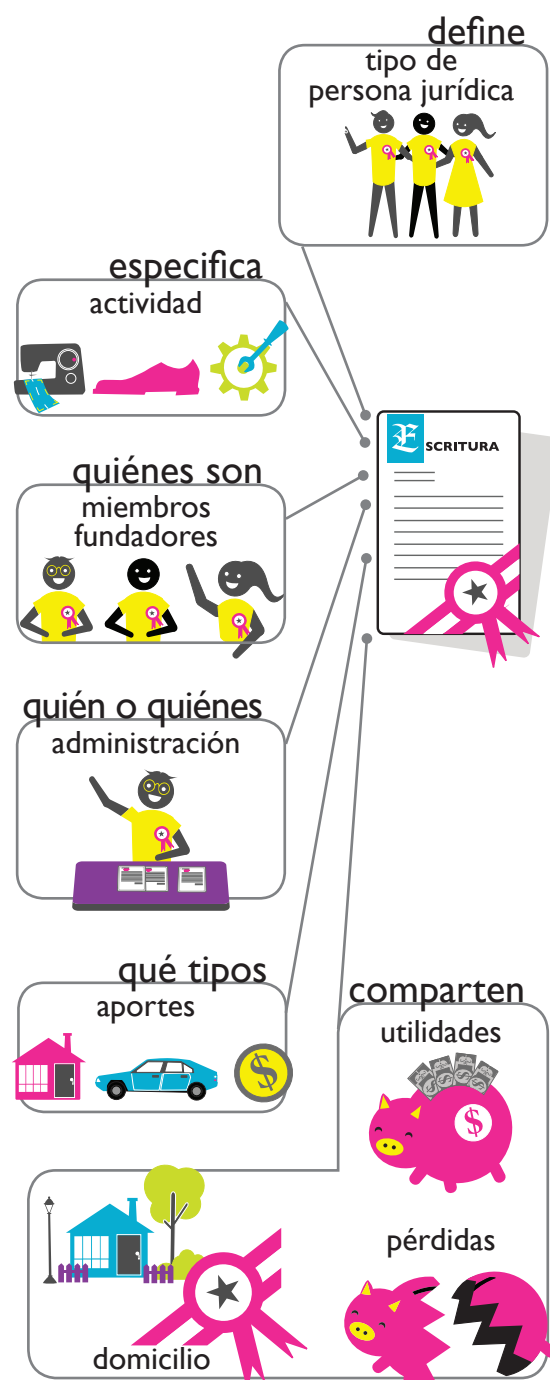 define
tipo de
persona jurídica
especifica
actividad
ESCRITURA
quiénes son
miembros
fundadores
quién o quiénes
administración
qué tipos
aportes
$
comparten
utilidades
$
pérdidas
domicilio